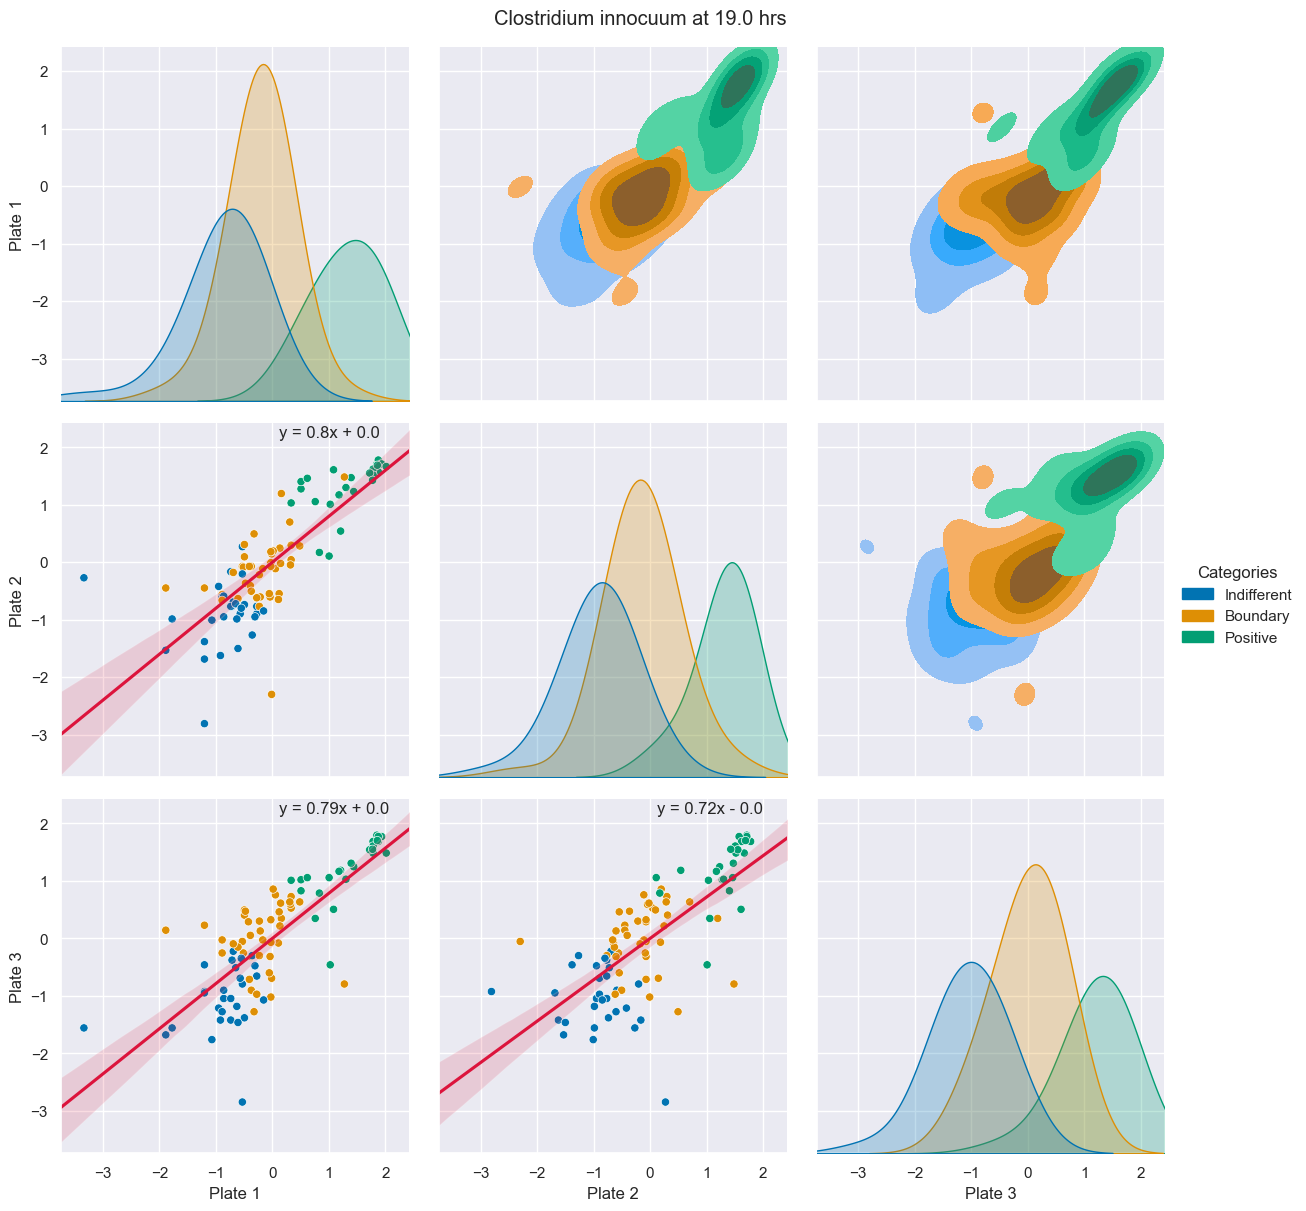 Clostridium innocuum at 19.0 hrs
2
1
0
−1
−2
−3
Plate 1
y = 0.8x + 0.0
2
1
0
−1
−2
−3
Plate 2
Categories
Indifferent
Boundary
Positive
y = 0.79x + 0.0
y = 0.72x - 0.0
2
1
0
−1
−2
−3
Plate 3
−3 −2 −1 0 1 2
−3 −2 −1 0 1 2
−3 −2 −1 0 1 2
Plate 1
Plate 2
Plate 3